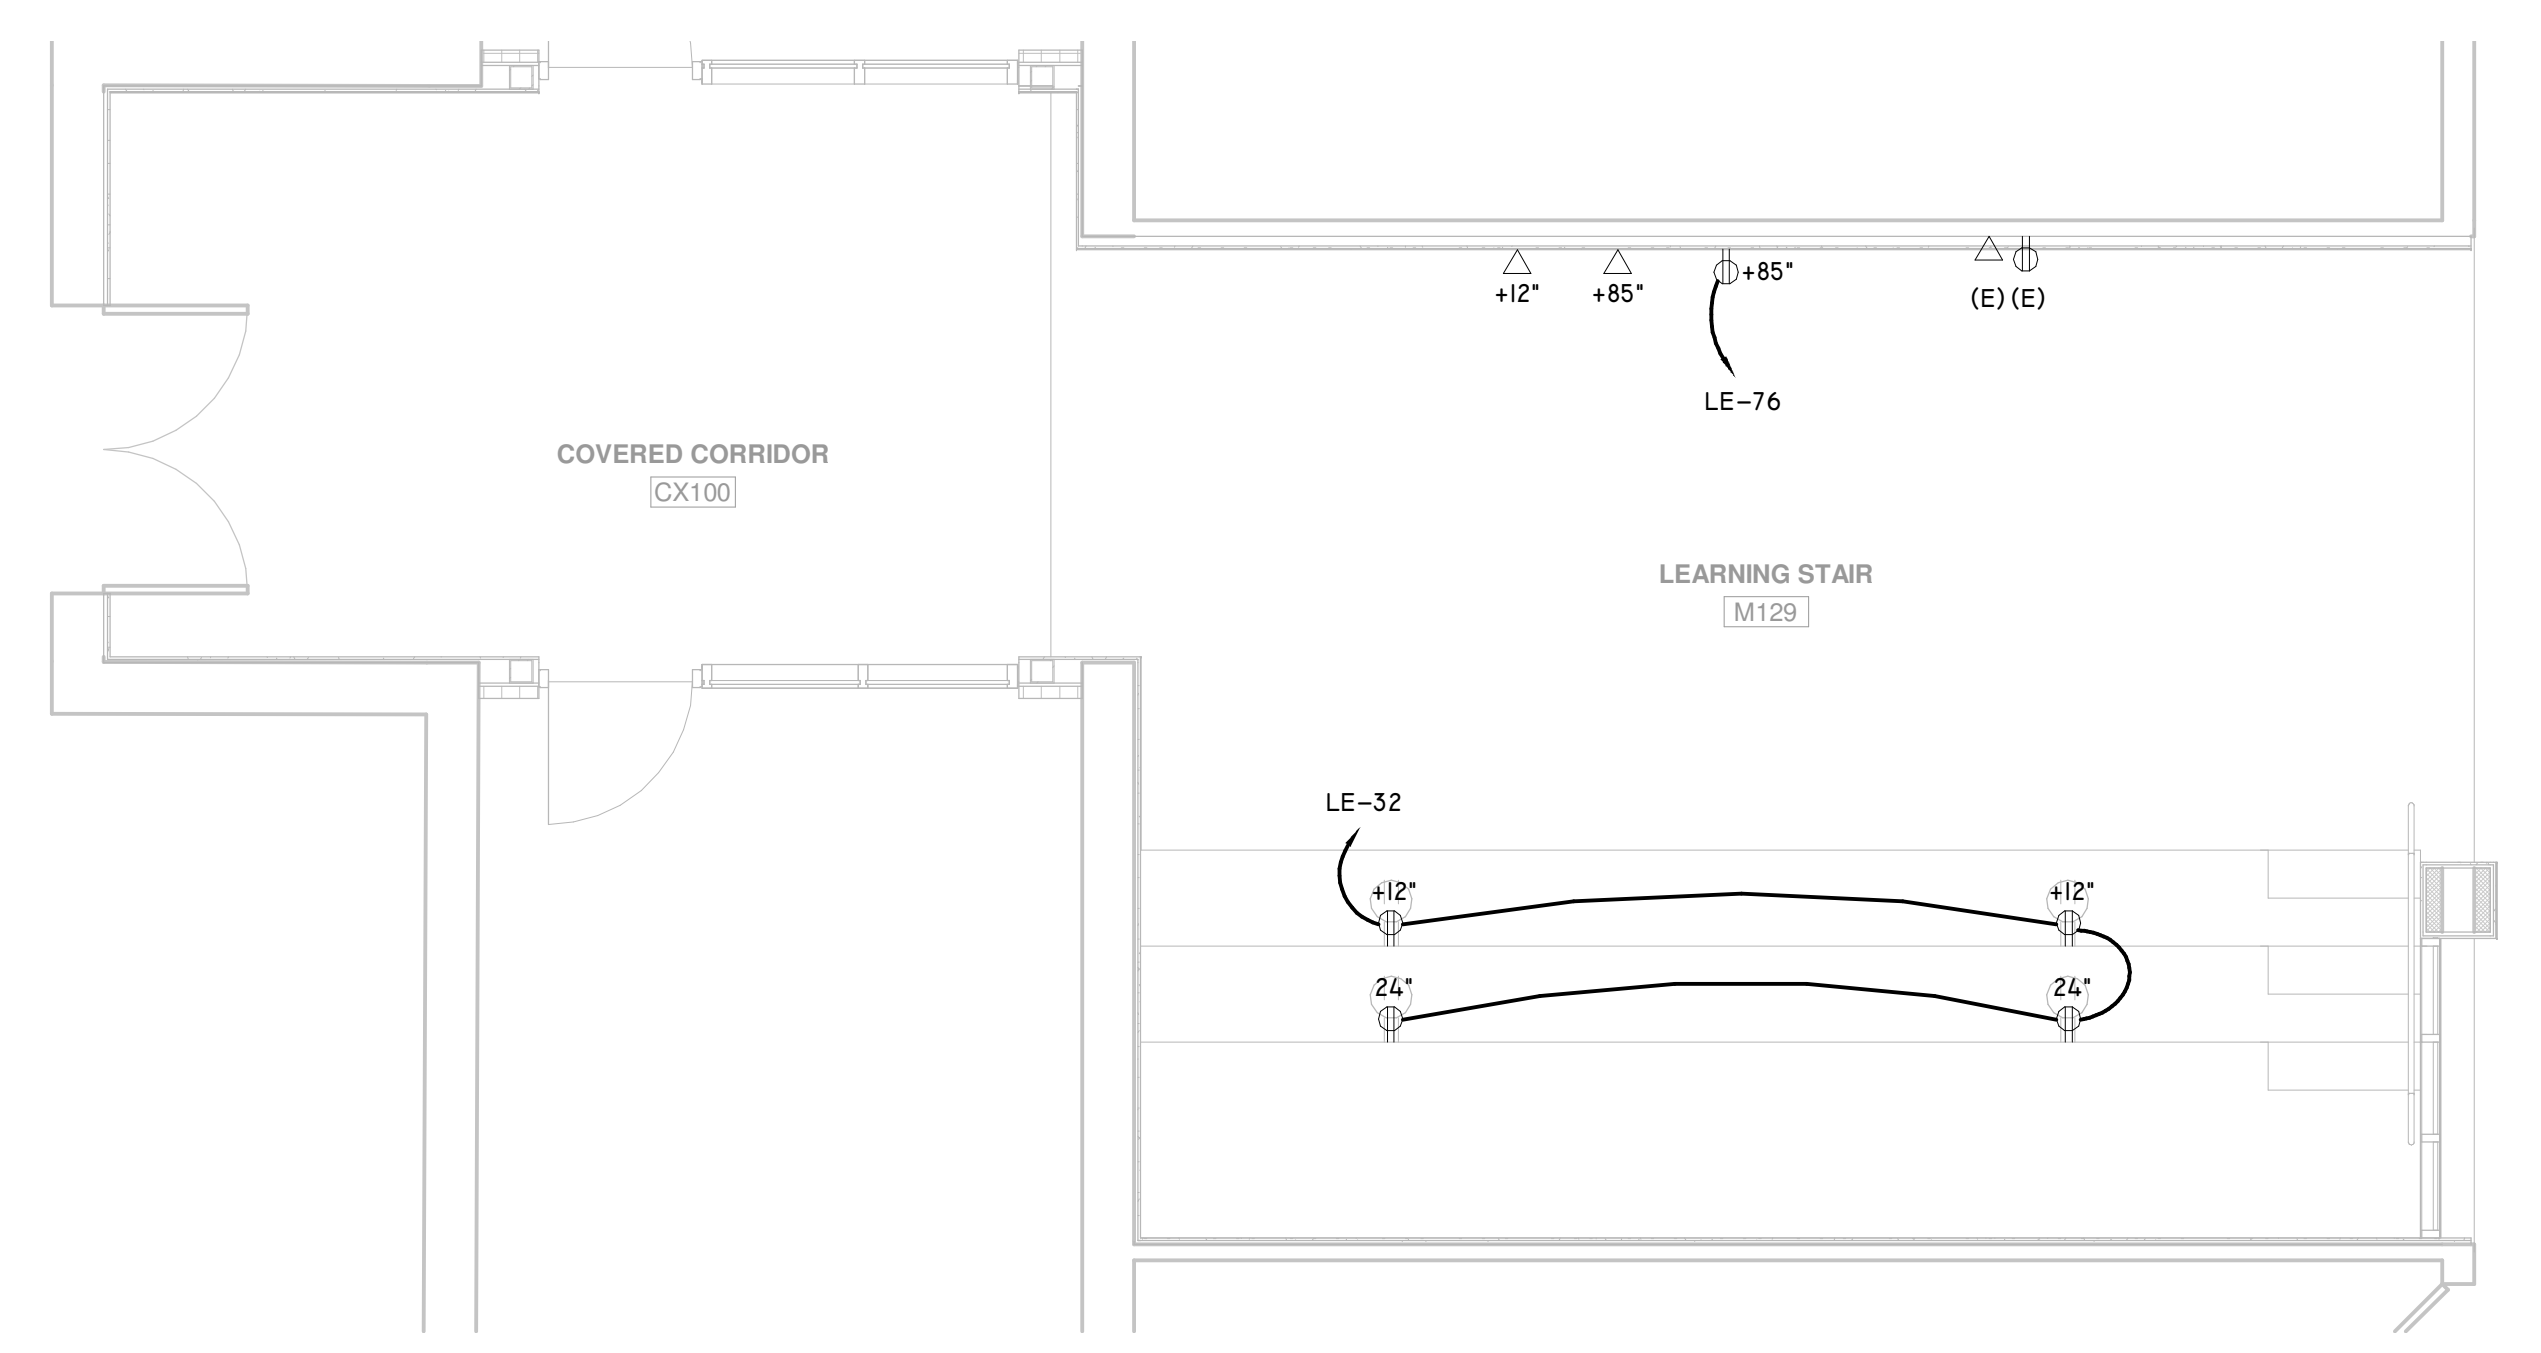 +12"
+85"
+85"
(E) (E)
LE-76
COVERED CORRIDOR
CX100
LEARNING STAIR
M129
LE-32
+12"
+12"
24"
24"